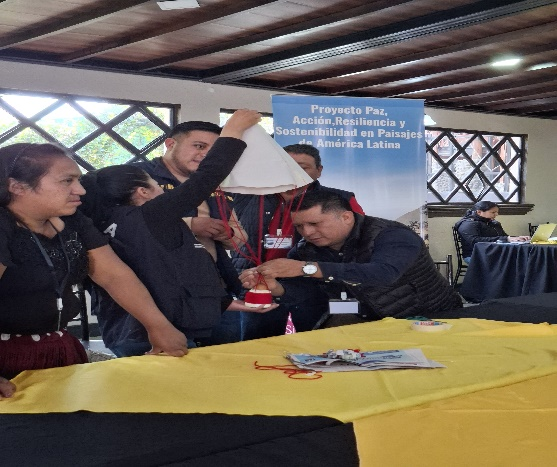 Proyecto Paz,
Acción,Resiliencia y
Sostenibilidad en Paisajes
de América Latina